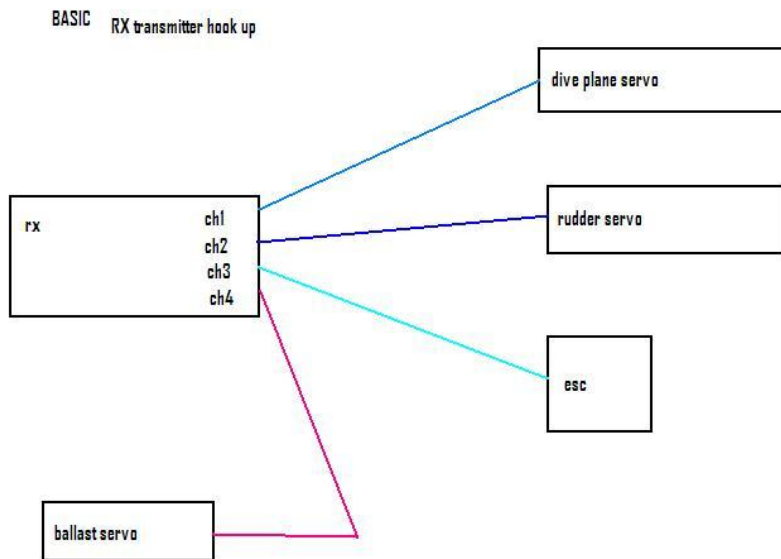 BASIC RX transmitter hook up
dive plane servo
rx
ch1
rudder servo
ch2
ch3
ch4
esc
ballast servo